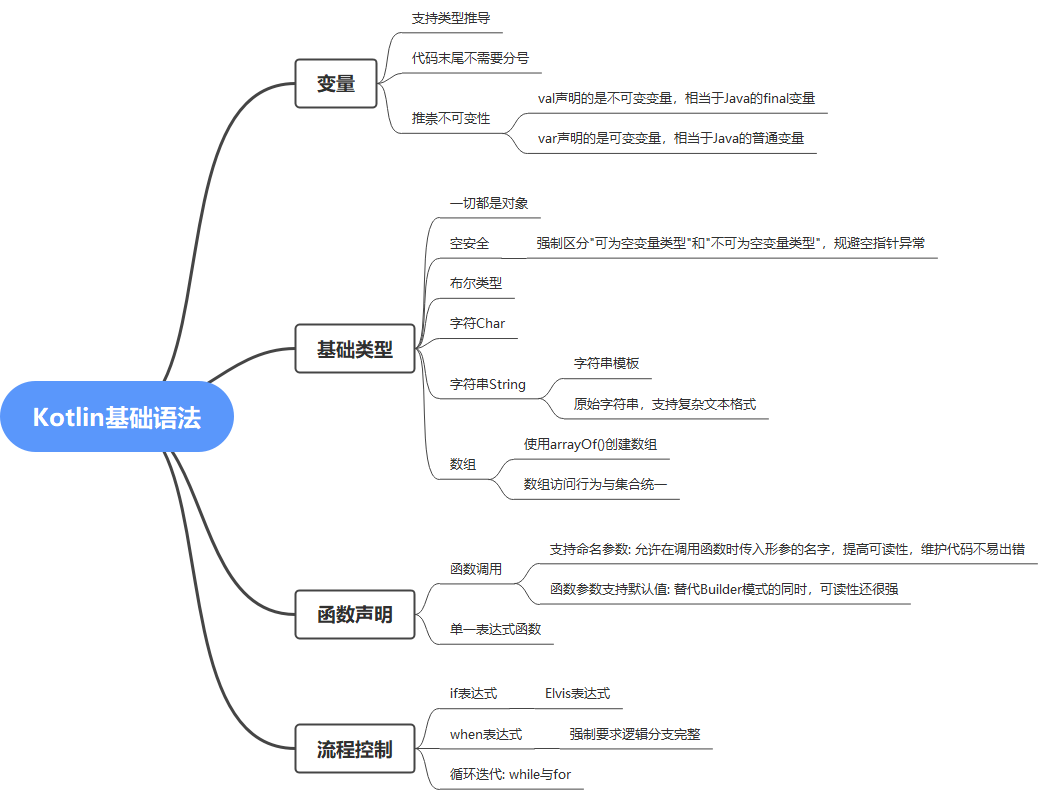 Kotlin基础语法
变量
支持类型推导
代码末尾不需要分号
推崇不可变性
val声明的是不可变变量，相当于Java的final变量
var声明的是可变变量，相当于Java的普通变量
基础类型
一切都是对象
空安全
强制区分"可为空变量类型"和"不可为空变量类型"，规避空指针异常
布尔类型
字符Char
字符串String
字符串模板
原始字符串，支持复杂文本格式
数组
使用arrayOf()创建数组
数组访问行为与集合统一
函数声明
函数调用
支持命名参数: 允许在调用函数时传入形参的名字，提高可读性，维护代码不易出错
函数参数支持默认值: 替代Builder模式的同时，可读性还很强
单一表达式函数
流程控制
if表达式
Elvis表达式
when表达式
强制要求逻辑分支完整
循环迭代: while与for